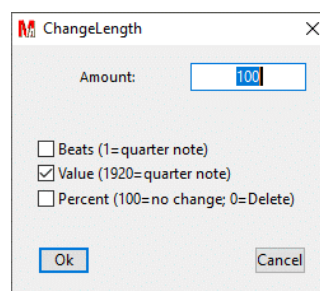 ChangeLength
Amount: 100
Beats (1=quarter note)
Value (1920=quarter note)
Percent (100=no change; 0=Delete)
Ok Cancel